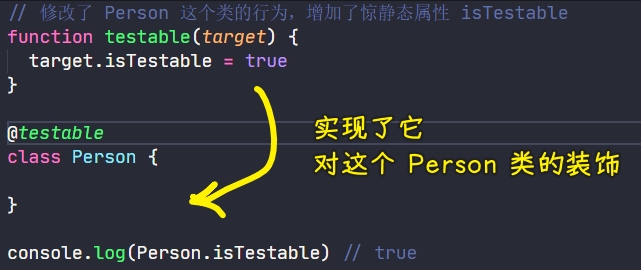 // 修改了 Person 这个类的行为，增加了惊静态属性 isTestable
function testable(target) {
  target.isTestable = true
}
@testable
class Person {
}
console.log(Person.isTestable) // true
实现了它
对这个 Person 类的装饰